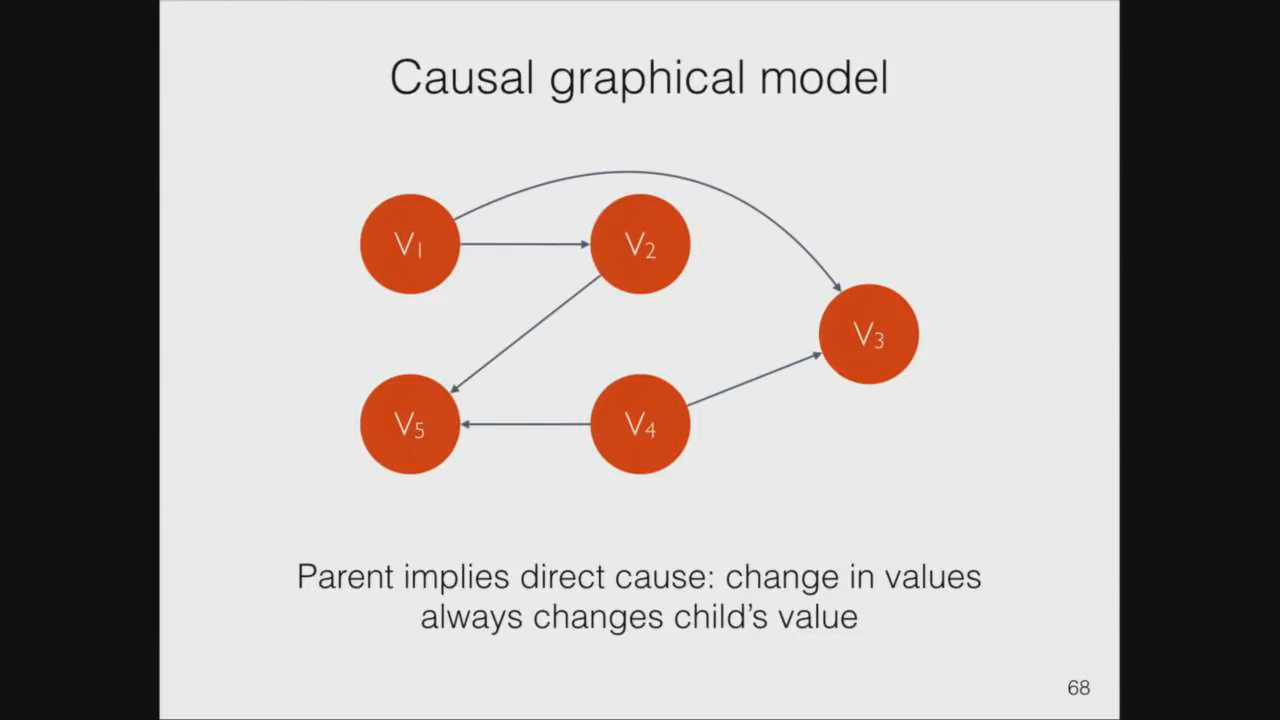 Causal graphical model
V₁
V₂
V₃
V₅
V₄
Parent implies direct cause: change in values
always changes child’s value
68